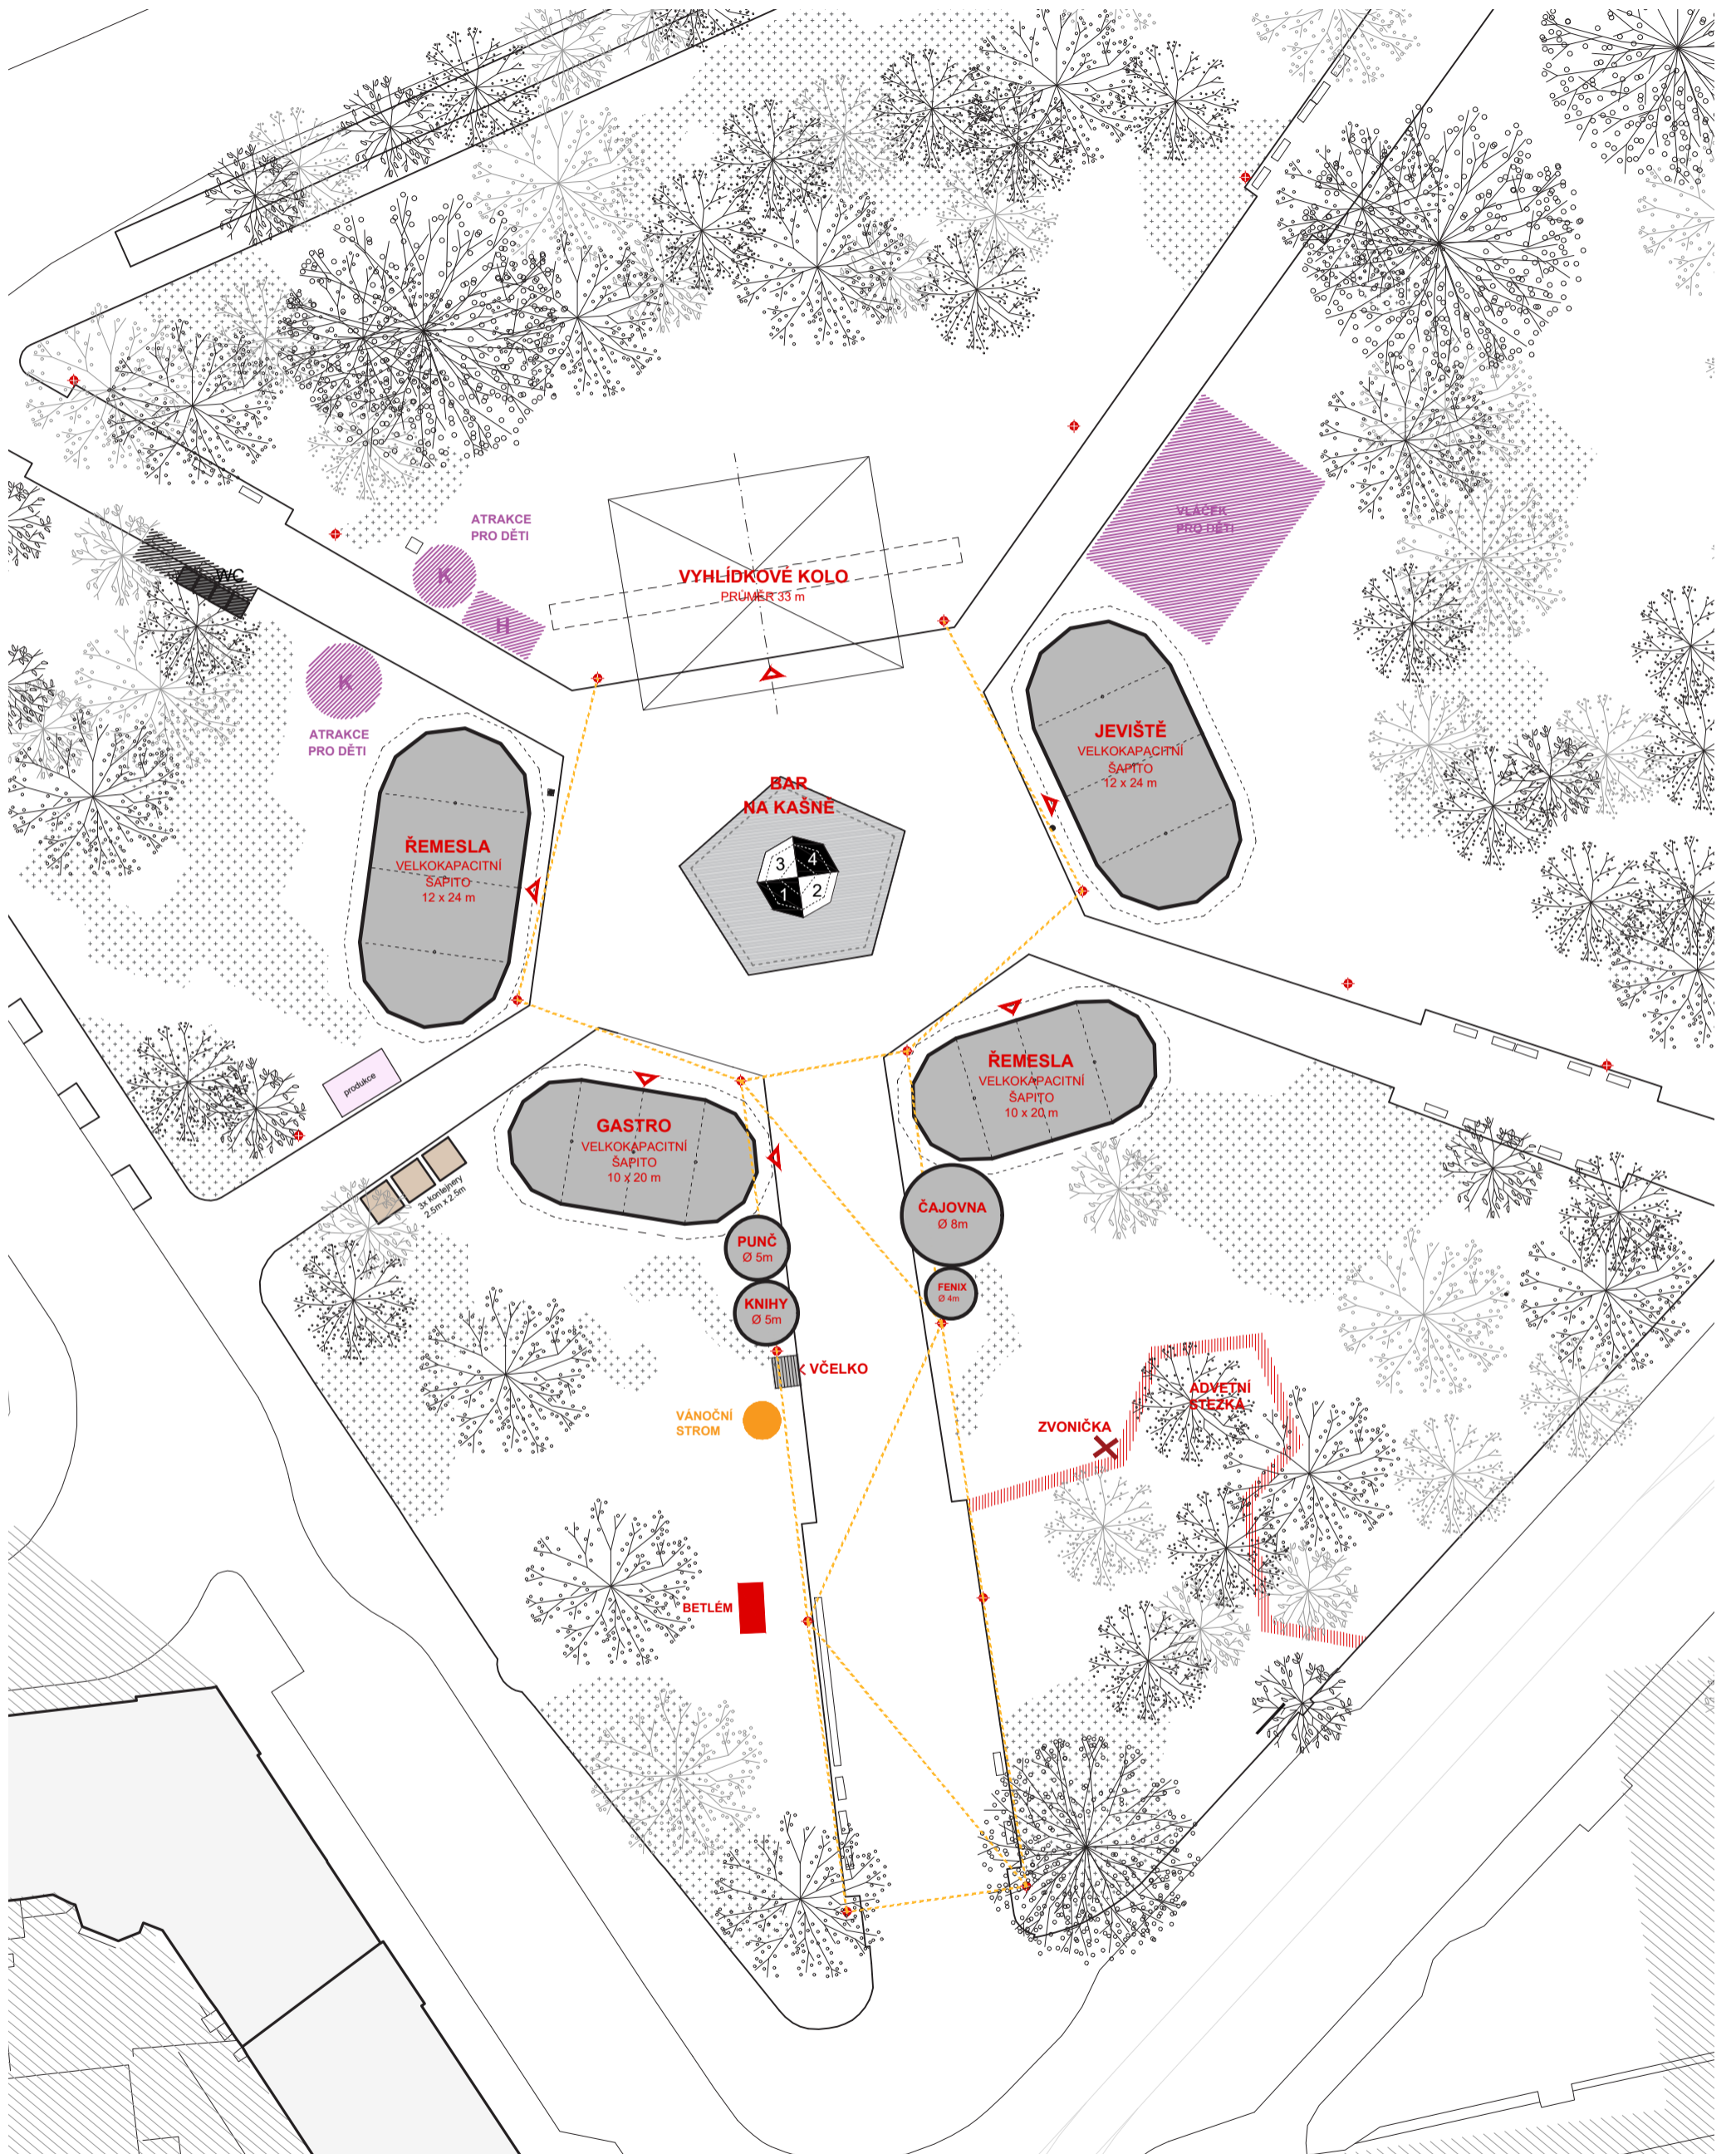 ATRAKCE
PRO DĚTI
K
H
WC
K
ATRAKCE
PRO DĚTI
VYHLÍDKOVÉ KOLO
PRŮMĚR 33 m
VLÁČEK
PRO DĚTI
JEVIŠTĚ
VELKOKAPACITNÍ
ŠAPITO
12 x 24 m
BAR
NA KAŠNĚ
3
4
1
2
ŘEMESLA
VELKOKAPACITNÍ
ŠAPITO
12 x 24 m
produkce
ŘEMESLA
VELKOKAPACITNÍ
ŠAPITO
10 x 20 m
GASTRO
VELKOKAPACITNÍ
ŠAPITO
10 x 20 m
3x kontejnery
2.5m x 2.5m
ČAJOVNA
Ø 8m
PUNČ
Ø 5m
FENIX
Ø 4m
KNIHY
Ø 5m
VČELKO
VÁNOČNÍ
STROM
ADVETNÍ
STEZKA
ZVONIČKA
BETLÉM